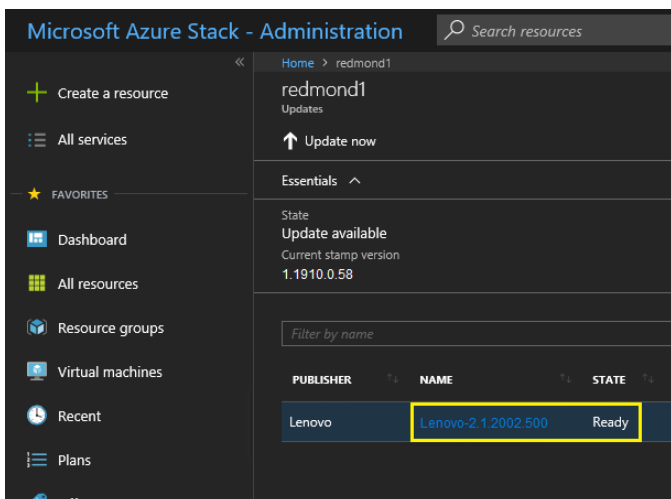 Microsoft Azure Stack - Administration
Search resources
«
Home > redmond1
redmond1
Updates
Create a resource
All services
Update now
Essentials
FAVORITES
State
Update available
Current stamp version
1.1910.0.58
Dashboard
All resources
Resource groups
Virtual machines
Recent
Plans
Filter by name
PUBLISHER NAME STATE
Lenovo Lenovo-2.1.2002.500 Ready